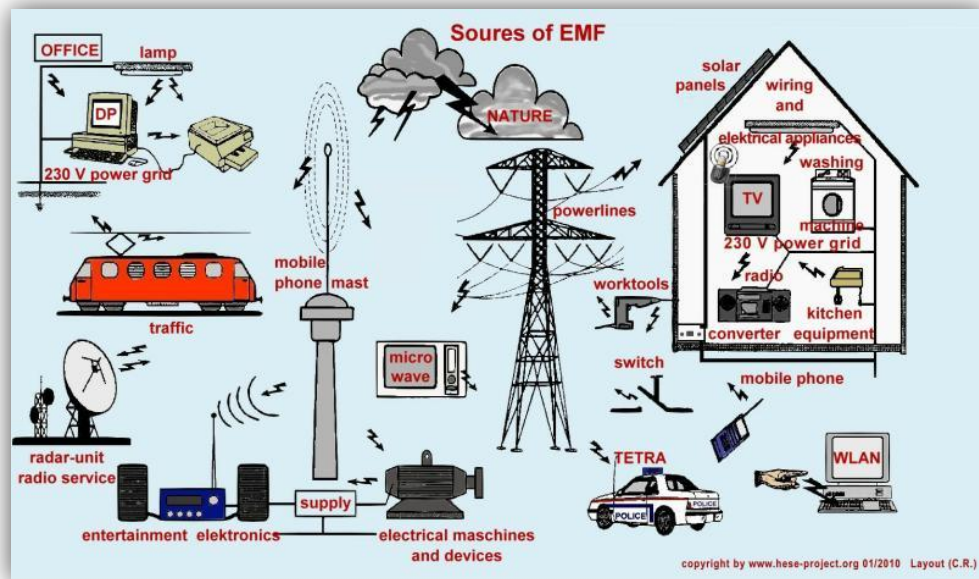 Soures of EMF
OFFICE
lamp
DP
230 V power grid
NATURE
solar
panels
wiring
and
elektrical appliances
washing
machine
TV
230 V power grid
radio
converter
kitchen
equipment
powerlines
worktools
mobile
phone mast
traffic
micro
wave
switch
mobile phone
radar-unit
radio service
TETRA
POLICE
POLICE
WLAN
supply
entertainment elektronics
electrical maschines
and devices
copyright by www.hese-project.org 01/2010 Layout (C.R.)